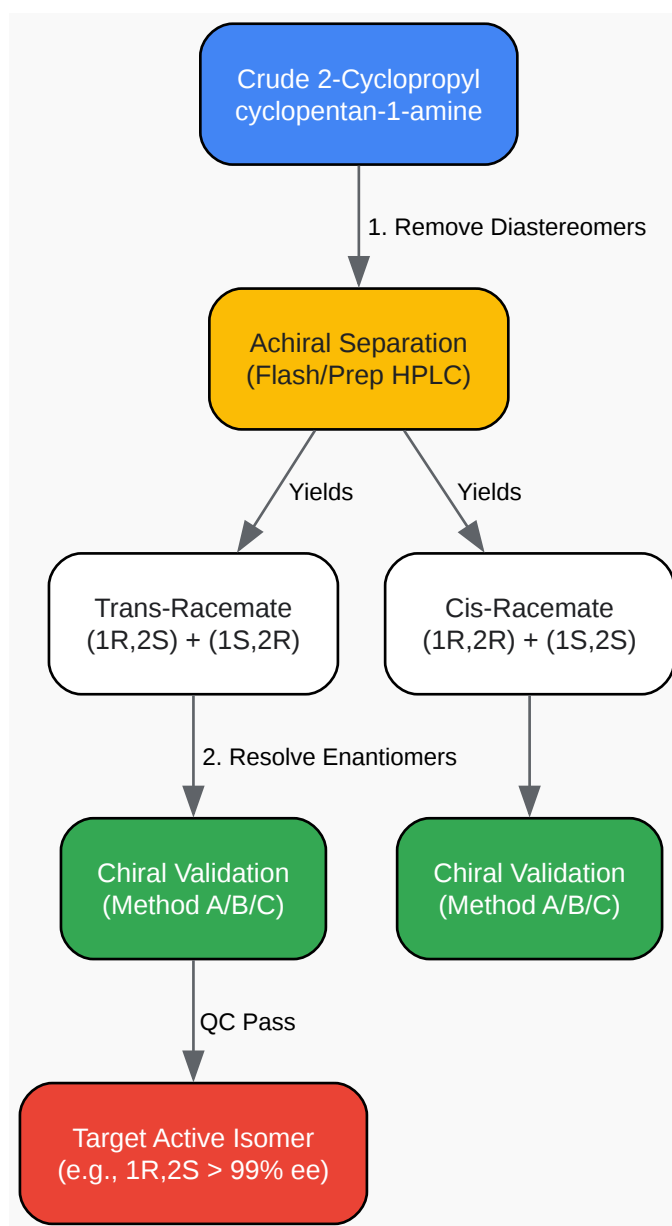 Crude 2-Cyclopropyl
cyclopentan-1-amine
1. Remove Diastereomers
Achiral Separation
(Flash/Prep HPLC)
Yields
Yields
Trans-Racemate
(1R,2S) + (1S,2R)
Cis-Racemate
(1R,2R) + (1S,2S)
2. Resolve Enantiomers
Chiral Validation
(Method A/B/C)
Chiral Validation
(Method A/B/C)
QC Pass
Target Active Isomer
(e.g., 1R,2S > 99% ee)